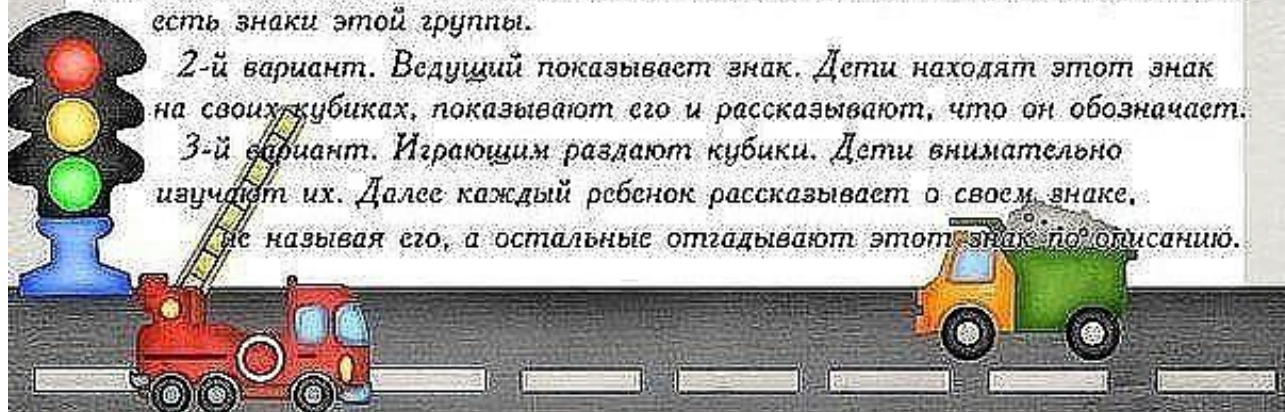 есть знаки этой группы.
2-й вариант. Ведущий показывает знак. Дети находят этот знак
на своих кубиках, показывают его и рассказывают, что он обозначает.
3-й вариант. Играющим раздают кубики. Дети внимательно
изучают их. Далее каждый ребенок рассказывает о своем знаке,
не называя его, а остальные отгадывают этот знак по описанию.